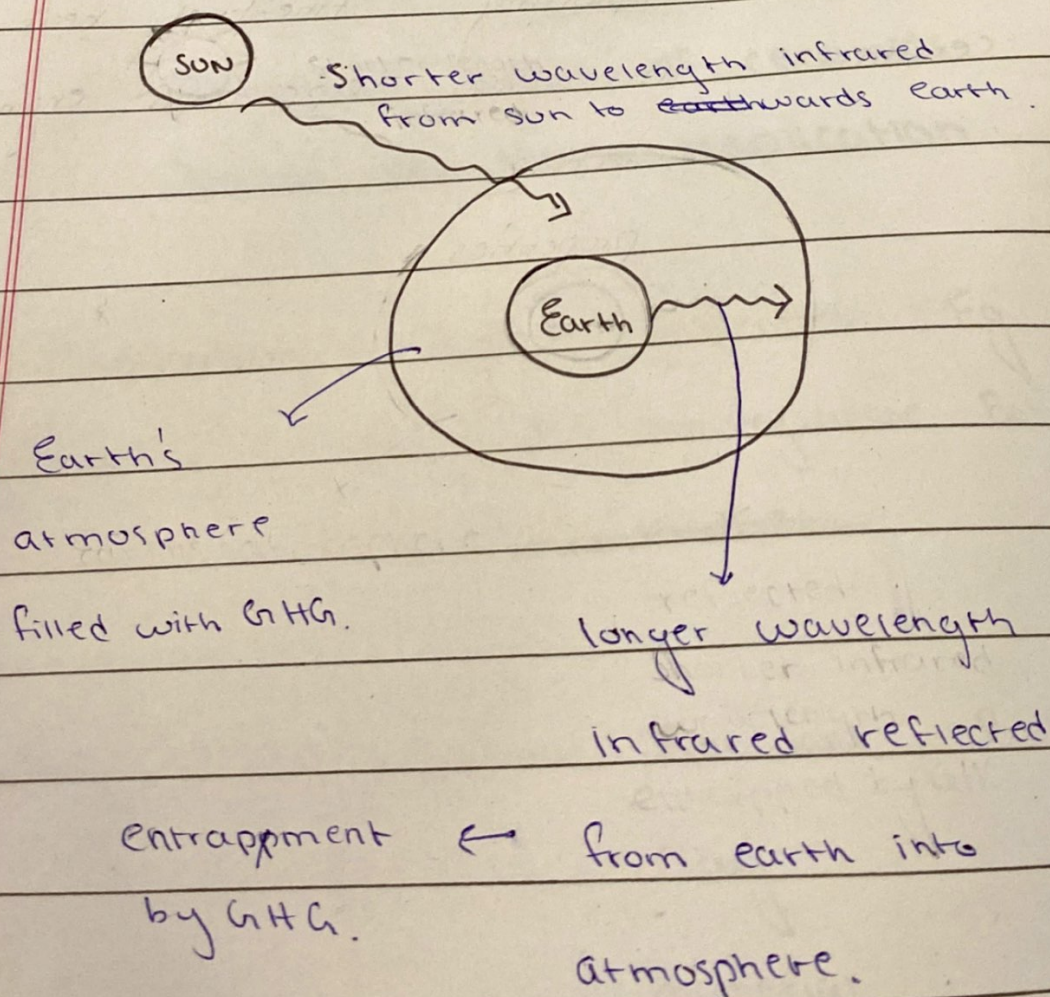 SUN
Shorter wavelength infrared
from sun to earthwards earth.
Earth
Earth's
atmosphere
filled with GHG.
longer wavelength
infrared reflected
from earth into
atmosphere.
entrappment
by GHG.